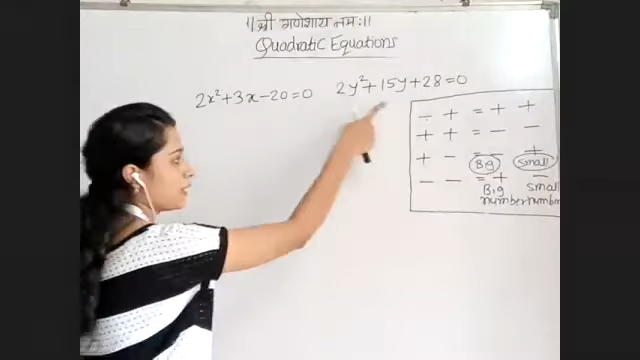 ।। श्री गणेशाय नमः ।।
Quadratic Equations
2x²+3x-20=0
2y²+15y+28=0
- + = + +
+ + = - -
+ - = - +
Big Small
- - = + -
Big Small
number number